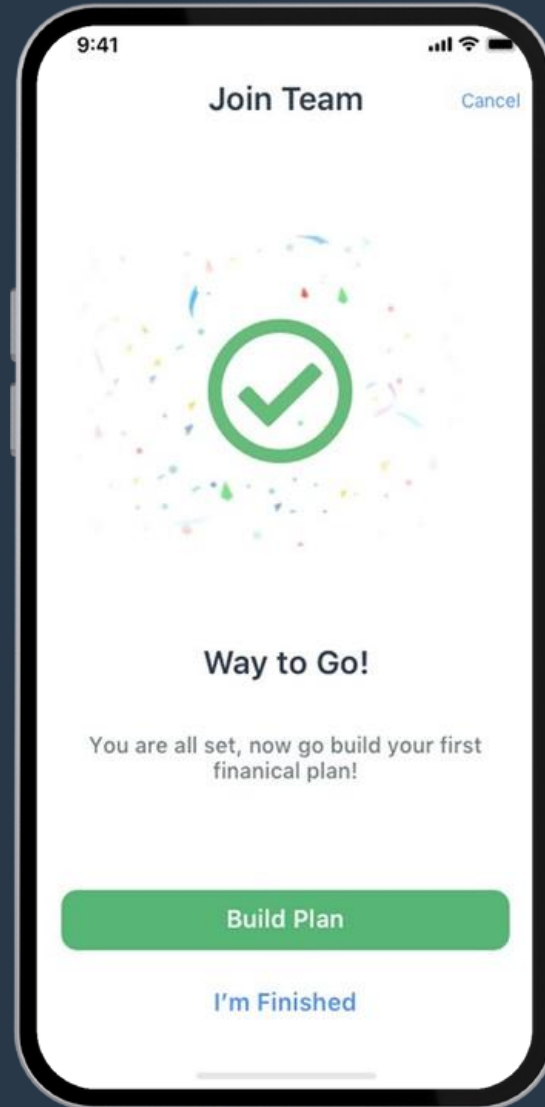 9:41
Join Team
Cancel
Way to Go!
You are all set, now go build your first
finanical plan!
Build Plan
I'm Finished